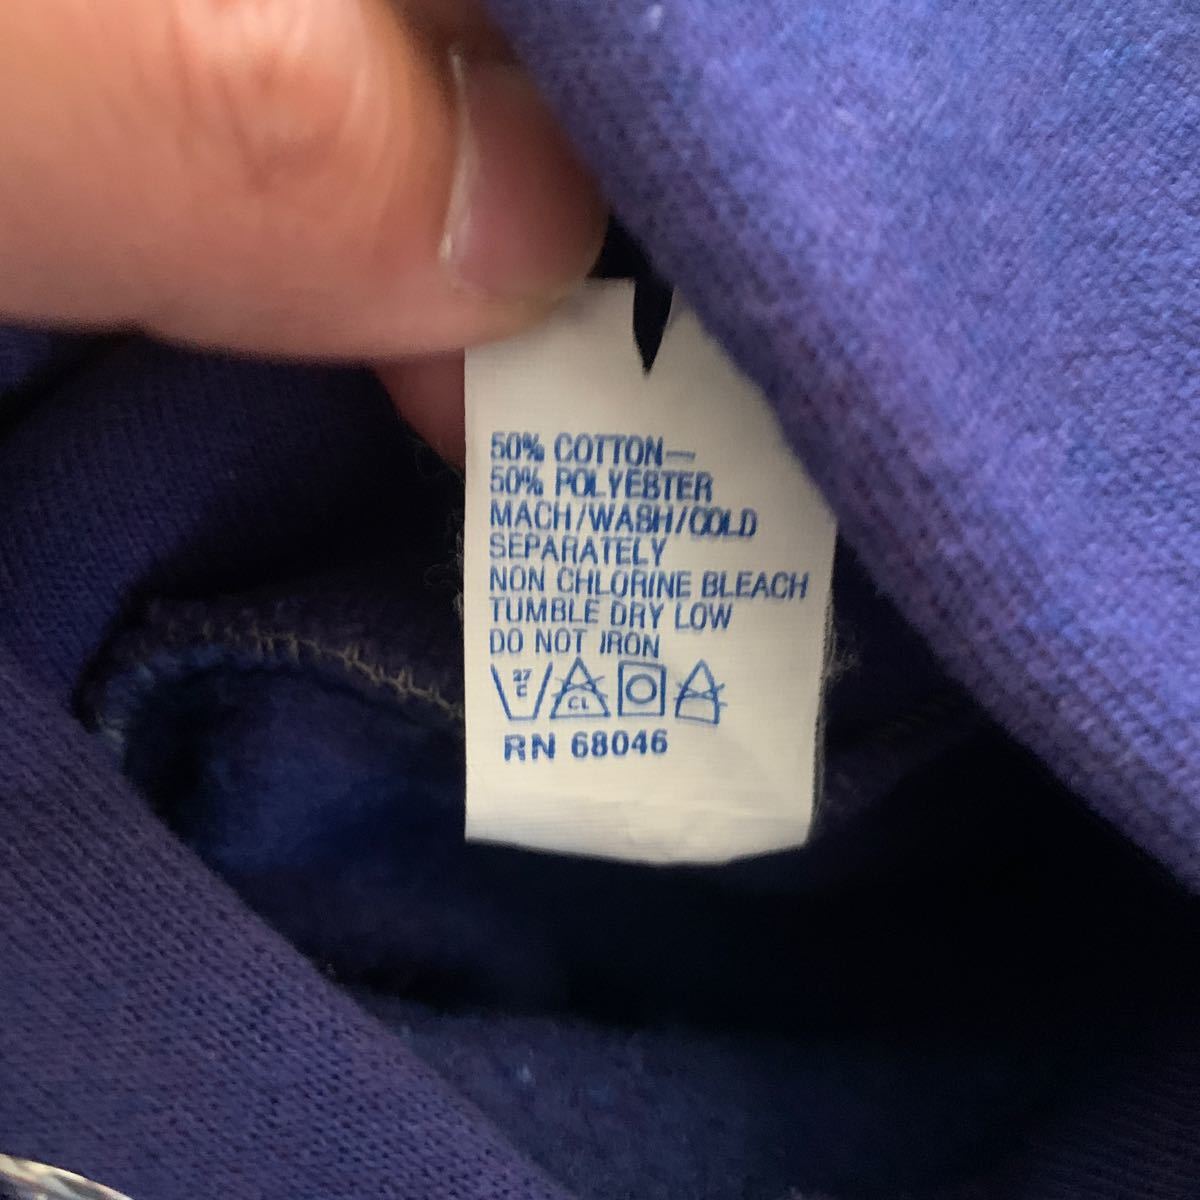 50% COTTON—
50% POLYESTER
MACH/WASH/COLD
SEPARATELY
NON CHLORINE BLEACH
TUMBLE DRY LOW
DO NOT IRON
27 C CL
RN 68046